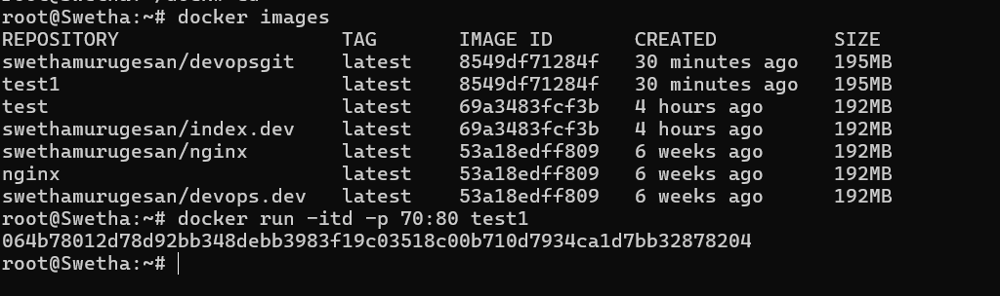 root@Swetha:~# docker images
REPOSITORY TAG IMAGE ID CREATED SIZE
swethamurugesan/devopsgit latest 8549df71284f 30 minutes ago 195MB
test1 latest 8549df71284f 30 minutes ago 195MB
test latest 69a3483fcf3b 4 hours ago 192MB
swethamurugesan/index.dev latest 69a3483fcf3b 4 hours ago 192MB
swethamurugesan/nginx latest 53a18edff809 6 weeks ago 192MB
nginx latest 53a18edff809 6 weeks ago 192MB
swethamurugesan/devops.dev latest 53a18edff809 6 weeks ago 192MB
root@Swetha:~# docker run -itd -p 70:80 test1
064b78012d78d92bb348debb3983f19c03518c00b710d7934ca1d7bb32878204
root@Swetha:~#